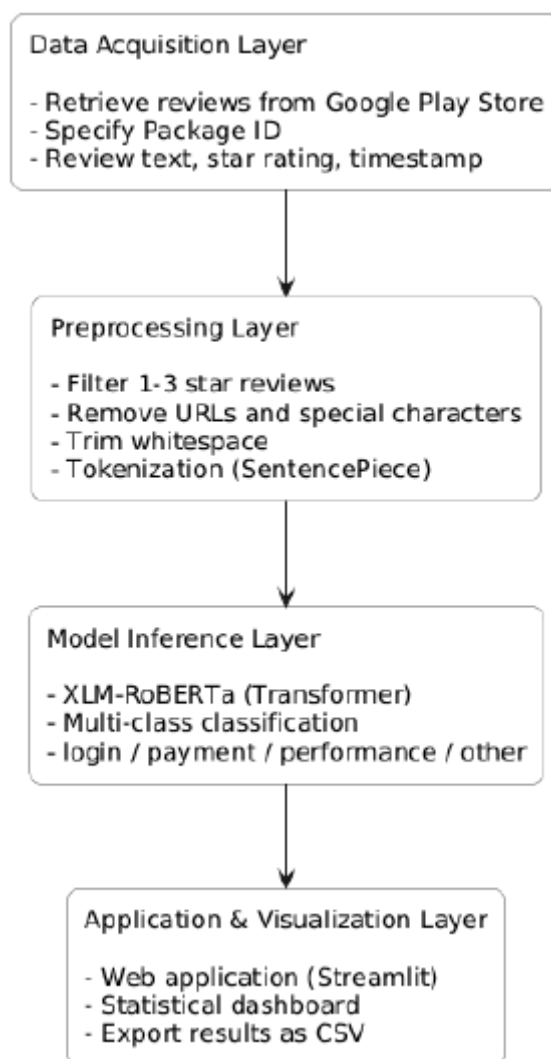 Data Acquisition Layer
- Retrieve reviews from Google Play Store
- Specify Package ID
- Review text, star rating, timestamp
Preprocessing Layer
- Filter 1-3 star reviews
- Remove URLs and special characters
- Trim whitespace
- Tokenization (SentencePiece)
Model Inference Layer
- XLM-RoBERTa (Transformer)
- Multi-class classification
- login / payment / performance / other
Application & Visualization Layer
- Web application (Streamlit)
- Statistical dashboard
- Export results as CSV